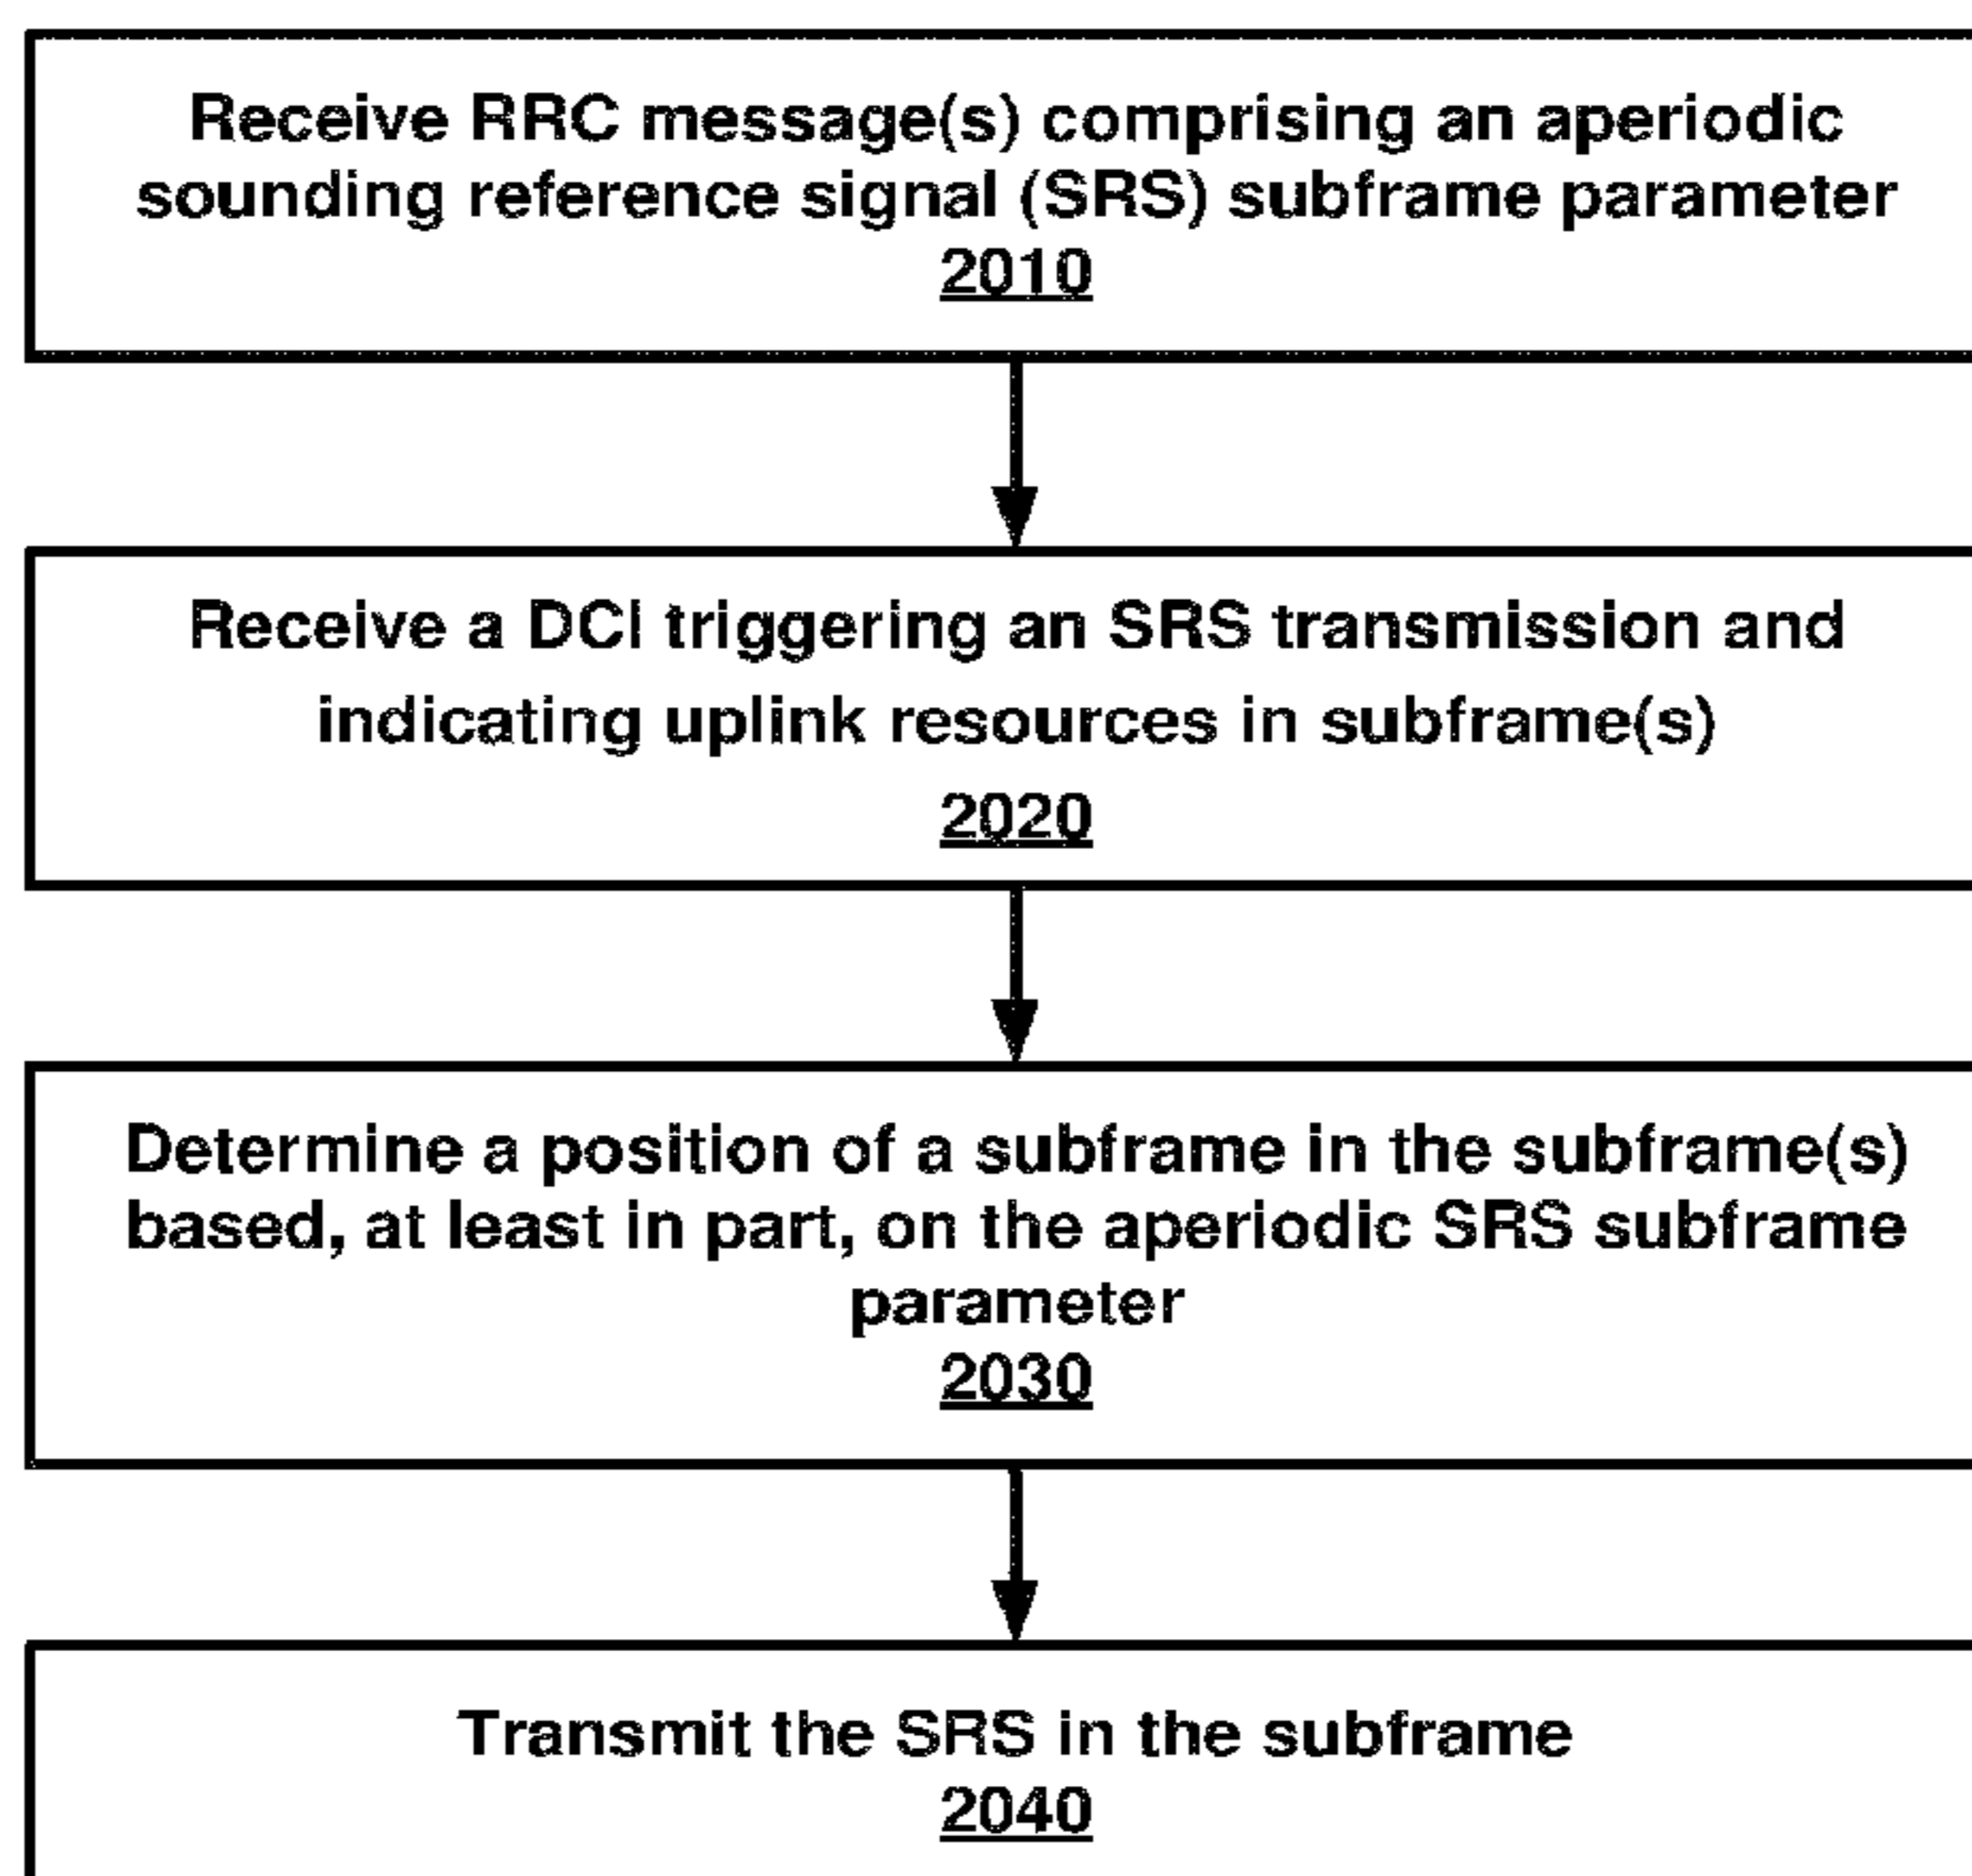 Receive RRC message(s) comprising an aperiodic
sounding reference signal (SRS) subframe parameter
2010
Receive a DCI triggering an SRS transmission and
indicating uplink resources in subframe(s)
2020
Determine a position of a subframe in the subframe(s)
based, at least in part, on the aperiodic SRS subframe
parameter
2030
Transmit the SRS in the subframe
2040